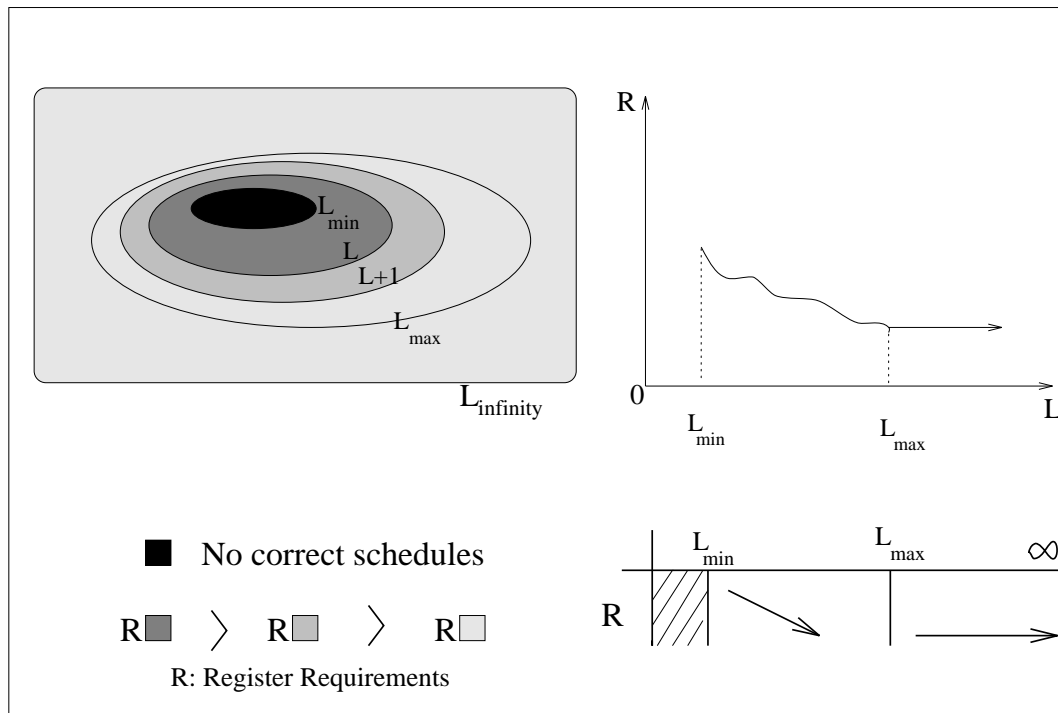 L min
L
L+1
L max
L infinity
R
0
L min
L max
L
No correct schedules
R > R > R
R: Register Requirements
L min L max ∞
R